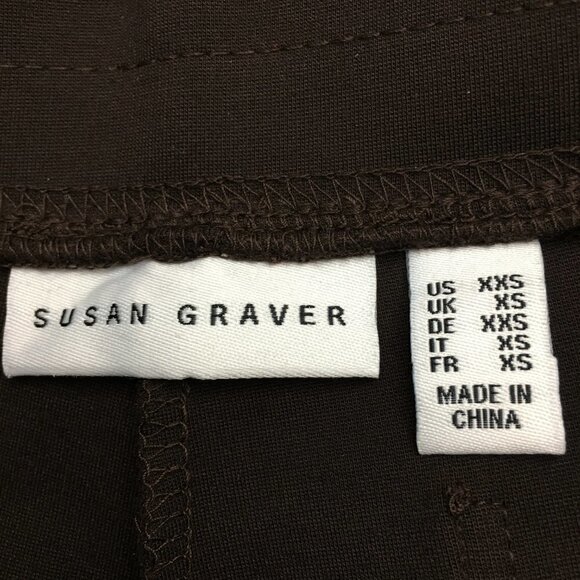 SUSAN GRAVER
US XXS
UK XS
DE XXS
IT XS
FR XS
MADE IN
CHINA